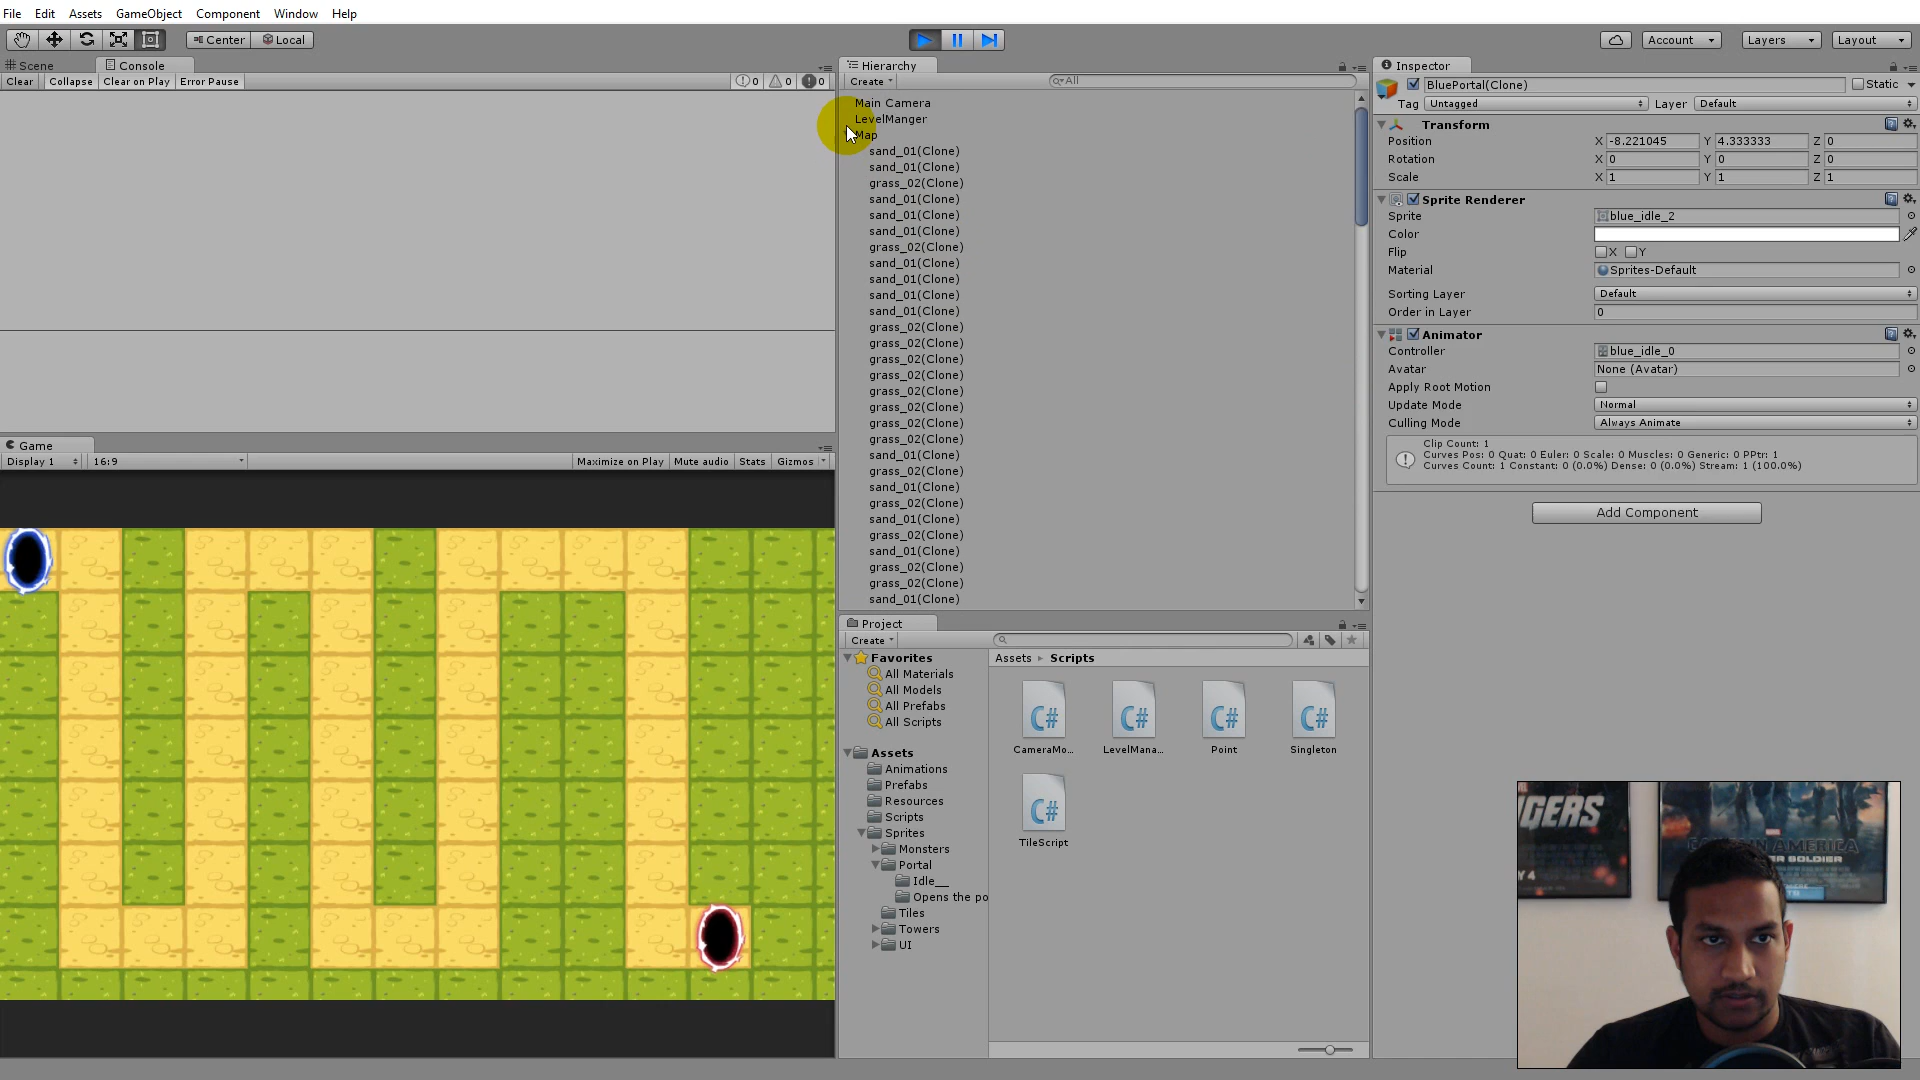 File Edit Assets GameObject Component Window Help
Center Local
Account Layers Layout
Scene Console
Clear Collapse Clear on Play Error Pause 0 0 0
Game
Display 1 16:9 Maximize on Play Mute audio Stats Gizmos
Hierarchy
Create All
Main Camera
LevelManger
Map
sand_01(Clone)
sand_01(Clone)
grass_02(Clone)
sand_01(Clone)
sand_01(Clone)
sand_01(Clone)
grass_02(Clone)
sand_01(Clone)
sand_01(Clone)
sand_01(Clone)
sand_01(Clone)
grass_02(Clone)
grass_02(Clone)
grass_02(Clone)
grass_02(Clone)
grass_02(Clone)
grass_02(Clone)
grass_02(Clone)
grass_02(Clone)
sand_01(Clone)
grass_02(Clone)
sand_01(Clone)
grass_02(Clone)
sand_01(Clone)
grass_02(Clone)
sand_01(Clone)
grass_02(Clone)
grass_02(Clone)
sand_01(Clone)
Project
Create
Favorites
All Materials
All Models
All Prefabs
All Scripts
Assets
Animations
Prefabs
Resources
Scripts
Sprites
Monsters
Portal
Idle__
Opens the po
Tiles
Towers
UI
Assets Scripts
C# C# C# C#
CameraMo... LevelMana... Point Singleton
C#
TileScript
Inspector
BluePortal(Clone) Static
Tag Untagged Layer Default
Transform
Position X -8.221045 Y 4.333333 Z 0
Rotation X 0 Y 0 Z 0
Scale X 1 Y 1 Z 1
Sprite Renderer
Sprite blue_idle_2
Color
Flip X Y
Material Sprites-Default
Sorting Layer Default
Order in Layer 0
Animator
Controller blue_idle_0
Avatar None (Avatar)
Apply Root Motion
Update Mode Normal
Culling Mode Always Animate
Clip Count: 1
Curves Pos: 0 Quat: 0 Euler: 0 Scale: 0 Muscles: 0 Generic: 0 PPtr: 1
Curves Count: 1 Constant: 0 (0.0%) Dense: 0 (0.0%) Stream: 1 (100.0%)
Add Component
MARVEL
CAPTAIN AMERICA
SOLDIER